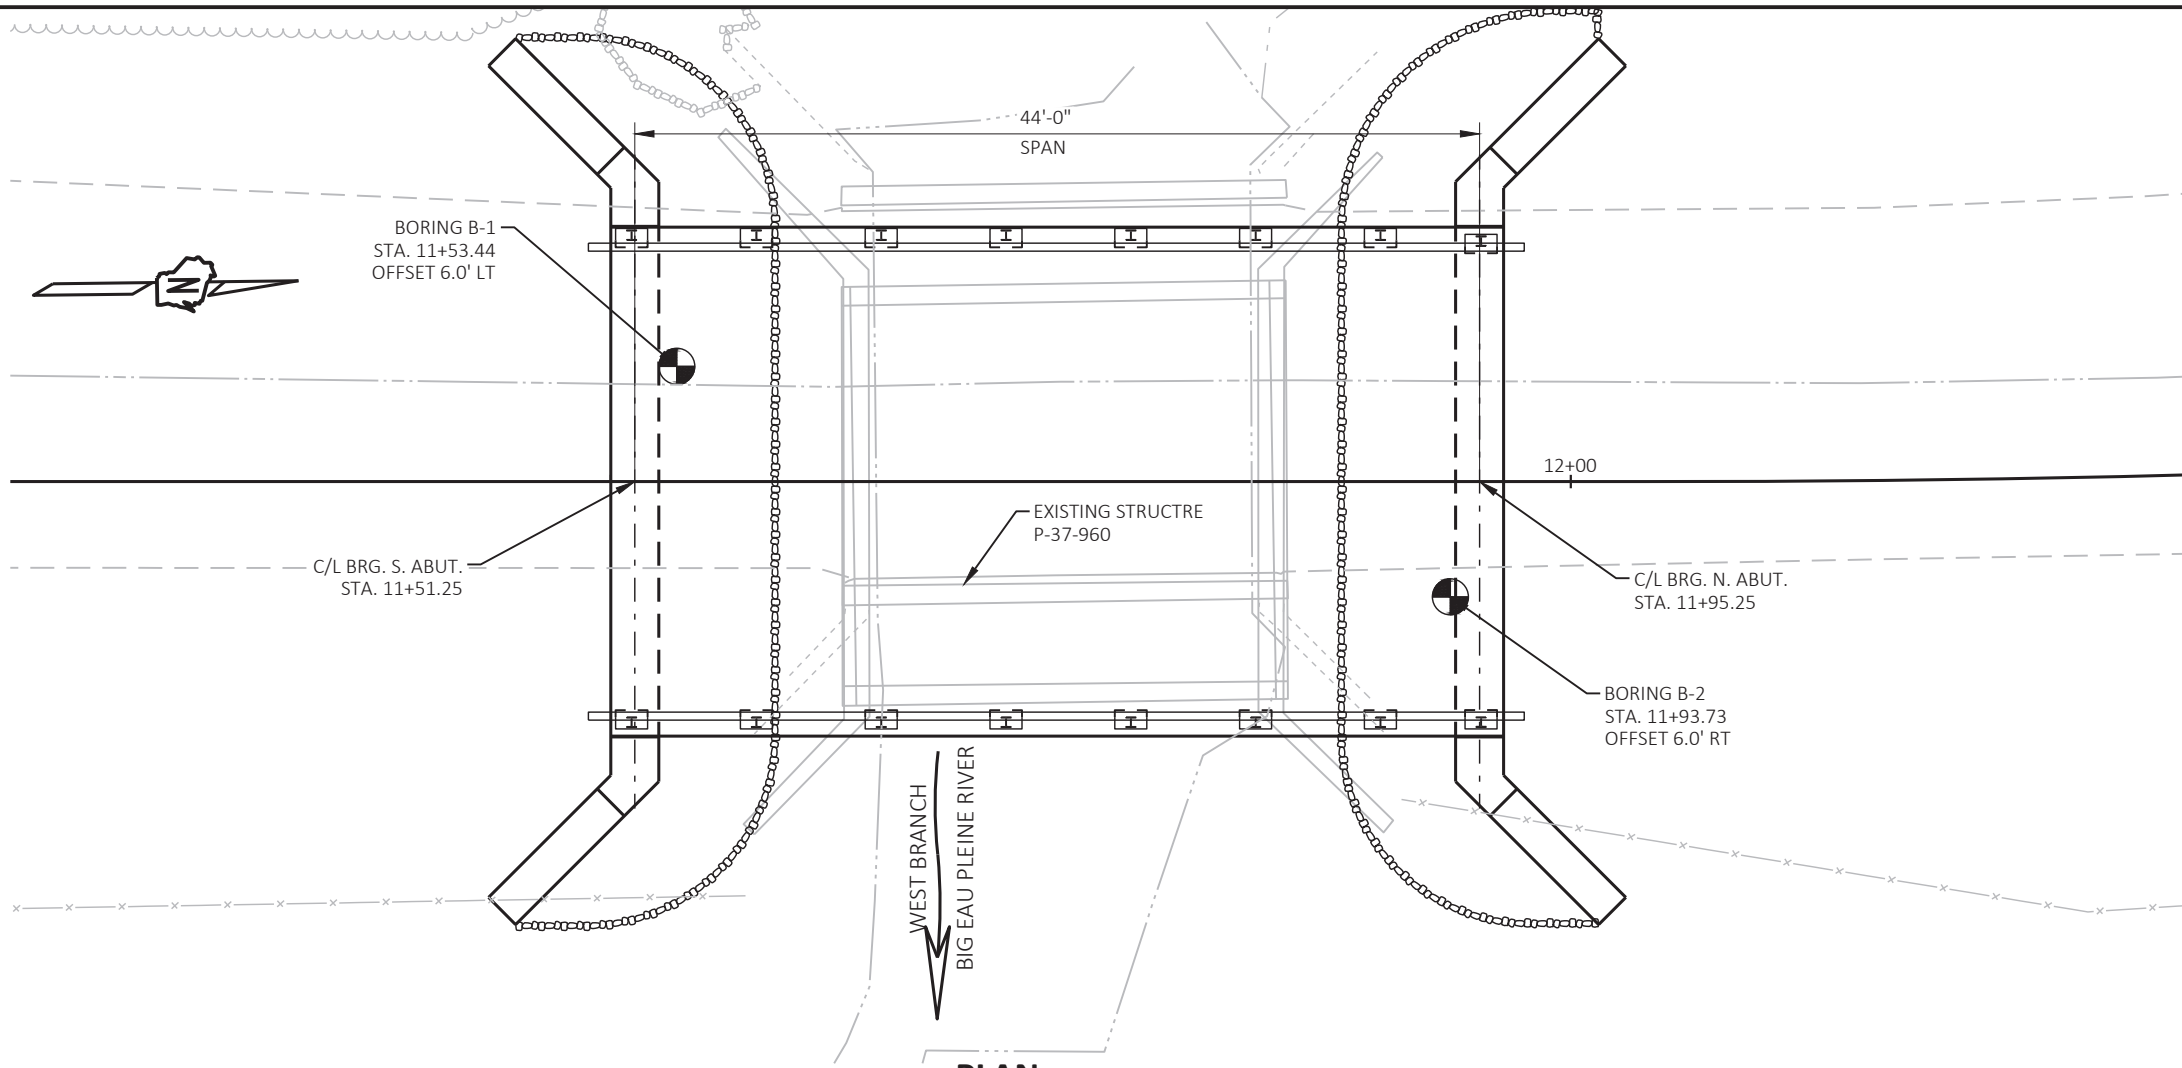 44'-0"
SPAN
BORING B-1
STA. 11+53.44
OFFSET 6.0' LT
N
12+00
EXISTING STRUCTRE
P-37-960
C/L BRG. S. ABUT.
STA. 11+51.25
C/L BRG. N. ABUT.
STA. 11+95.25
BORING B-2
STA. 11+93.73
OFFSET 6.0' RT
WEST BRANCH
BIG EAU PLEINE RIVER
PLAN